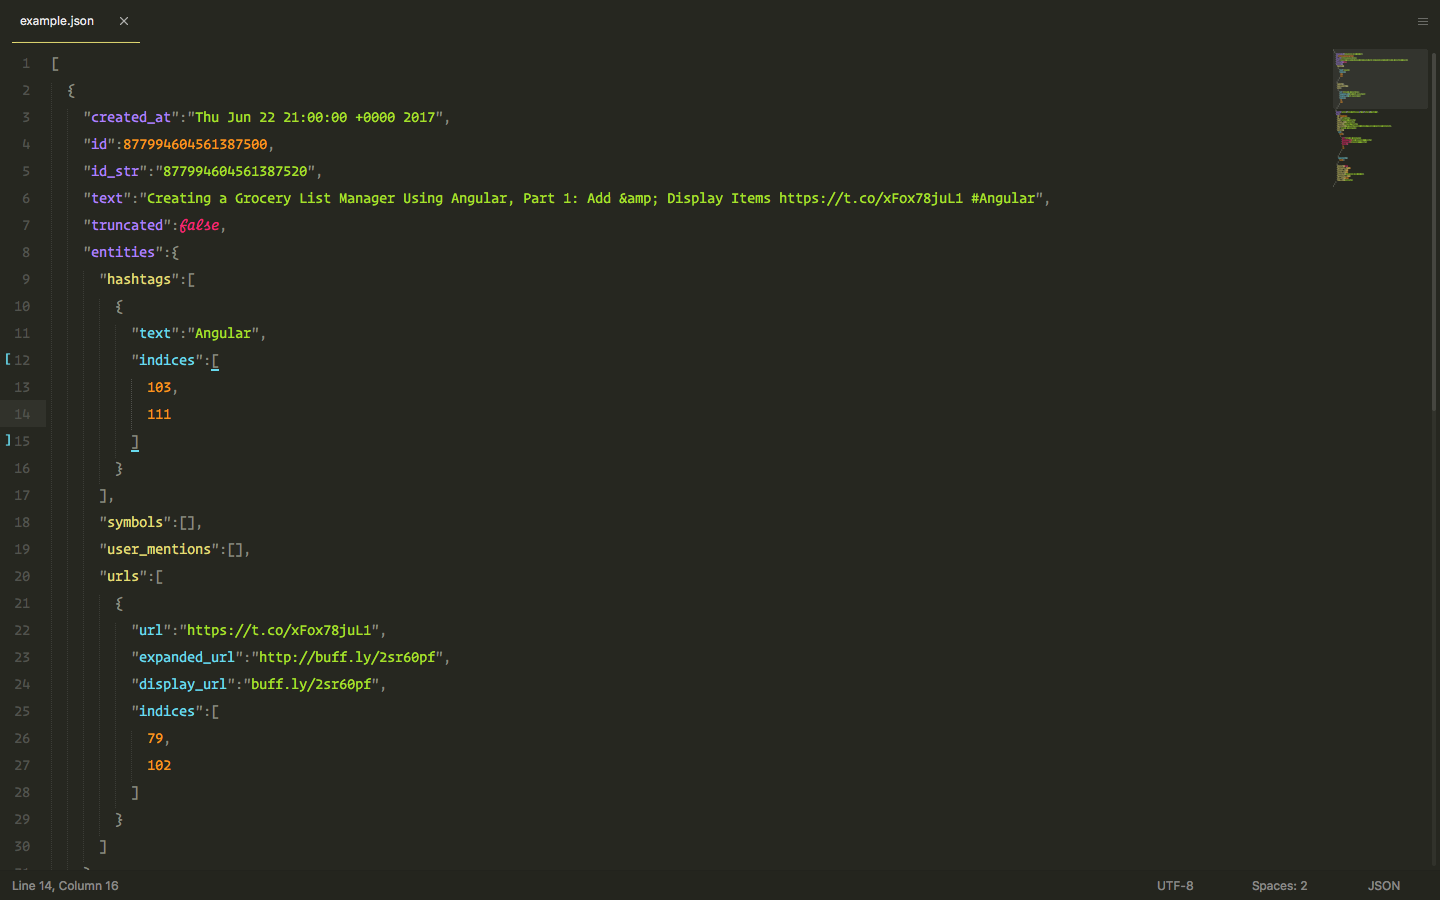 example.json
1 [
2 {
3 "created_at":"Thu Jun 22 21:00:00 +0000 2017",
4 "id":877994604561387500,
5 "id_str":"877994604561387520",
6 "text":"Creating a Grocery List Manager Using Angular, Part 1: Add &amp; Display Items https://t.co/xFox78juL1 #Angular",
7 "truncated":false,
8 "entities":{
9 "hashtags":[
10 {
11 "text":"Angular",
12 "indices":[
13 103,
14 111
15 ]
16 }
17 ],
18 "symbols":[],
19 "user_mentions":[],
20 "urls":[
21 {
22 "url":"https://t.co/xFox78juL1",
23 "expanded_url":"http://buff.ly/2sr60pf",
24 "display_url":"buff.ly/2sr60pf",
25 "indices":[
26 79,
27 102
28 ]
29 }
30 ]
Line 14, Column 16 UTF-8 Spaces: 2 JSON